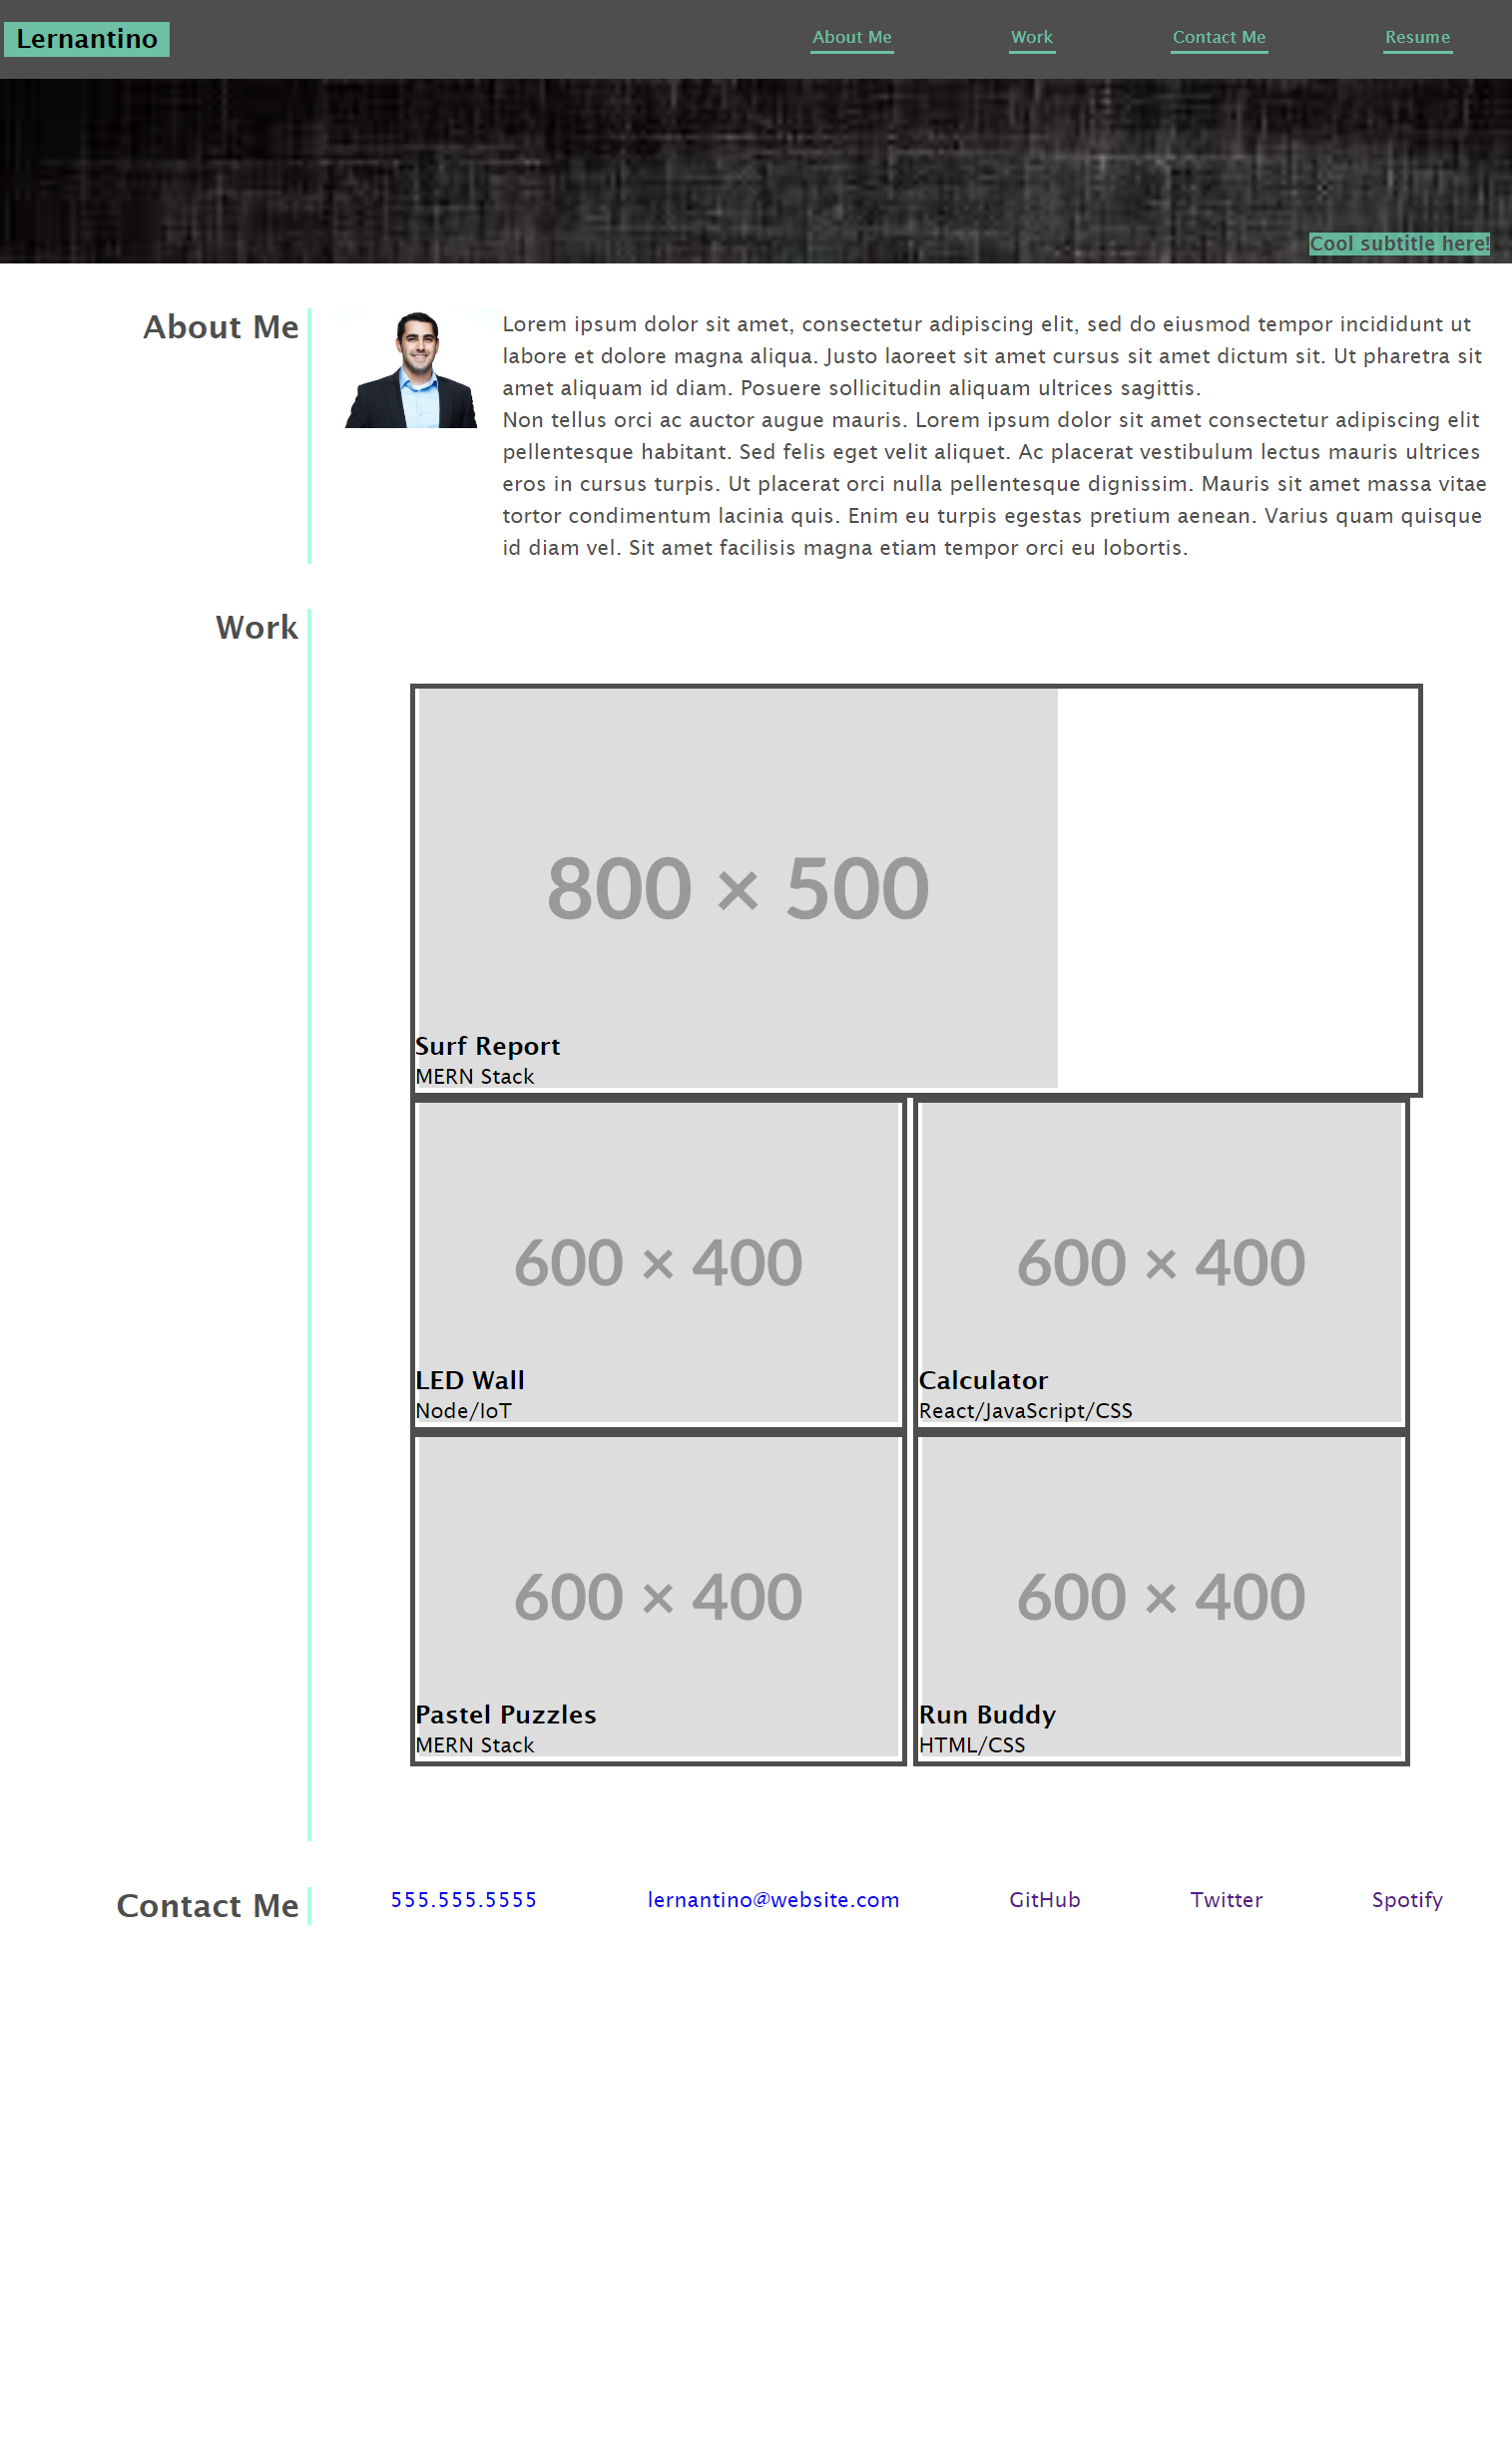 Lernantino
About Me
Work
Contact Me
Resume
Cool subtitle here!
About Me
Lorem ipsum dolor sit amet, consectetur adipiscing elit, sed do eiusmod tempor incididunt ut
labore et dolore magna aliqua. Justo laoreet sit amet cursus sit amet dictum sit. Ut pharetra sit
amet aliquam id diam. Posuere sollicitudin aliquam ultrices sagittis.
Non tellus orci ac auctor augue mauris. Lorem ipsum dolor sit amet consectetur adipiscing elit
pellentesque habitant. Sed felis eget velit aliquet. Ac placerat vestibulum lectus mauris ultrices
eros in cursus turpis. Ut placerat orci nulla pellentesque dignissim. Mauris sit amet massa vitae
tortor condimentum lacinia quis. Enim eu turpis egestas pretium aenean. Varius quam quisque
id diam vel. Sit amet facilisis magna etiam tempor orci eu lobortis.
Work
800 × 500
Surf Report
MERN Stack
600 × 400
LED Wall
Node/IoT
600 × 400
Calculator
React/JavaScript/CSS
600 × 400
Pastel Puzzles
MERN Stack
600 × 400
Run Buddy
HTML/CSS
Contact Me
555.555.5555
lernantino@website.com
GitHub
Twitter
Spotify